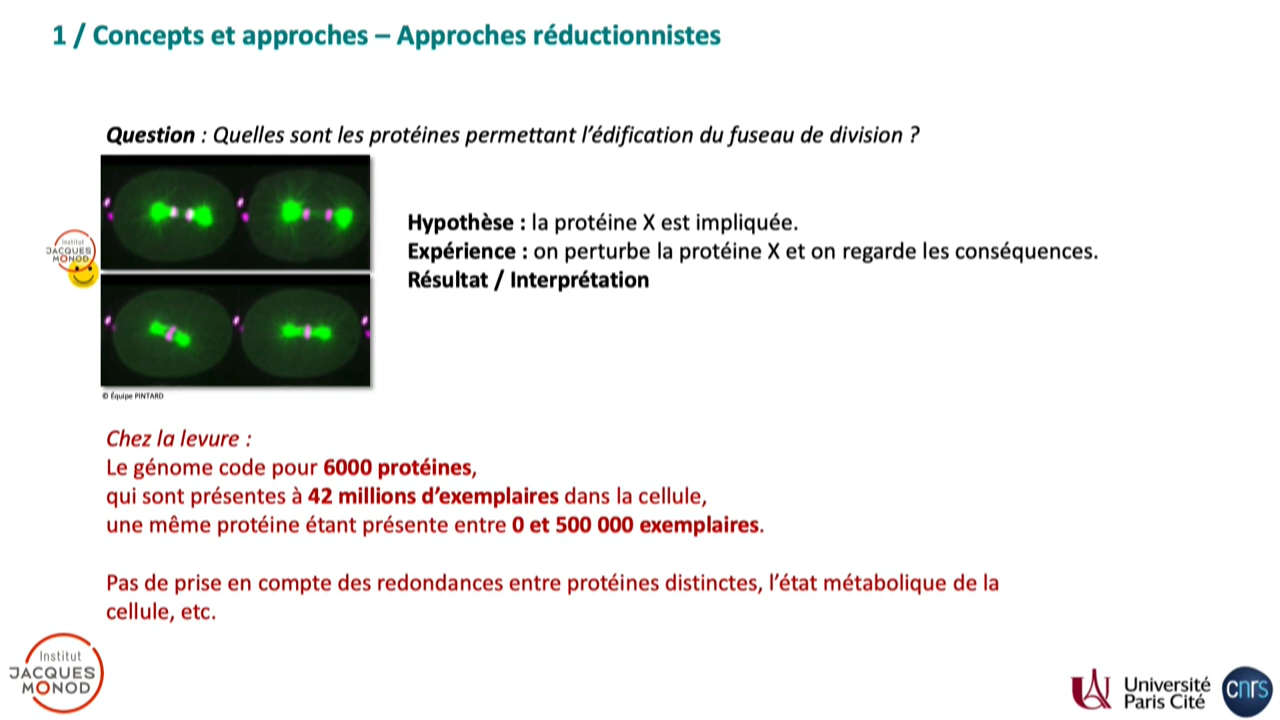 1 / Concepts et approches – Approches réductionnistes
Question : Quelles sont les protéines permettant l’édification du fuseau de division ?
Hypothèse : la protéine X est impliquée.
Expérience : on perturbe la protéine X et on regarde les conséquences.
Résultat / Interprétation
Institut
JACQUES
MONOD
© Équipe PINTARD
Chez la levure :
Le génome code pour 6000 protéines,
qui sont présentes à 42 millions d’exemplaires dans la cellule,
une même protéine étant présente entre 0 et 500 000 exemplaires.
Pas de prise en compte des redondances entre protéines distinctes, l’état métabolique de la
cellule, etc.
Institut
JACQUES
MONOD
Université
Paris Cité
cnrs